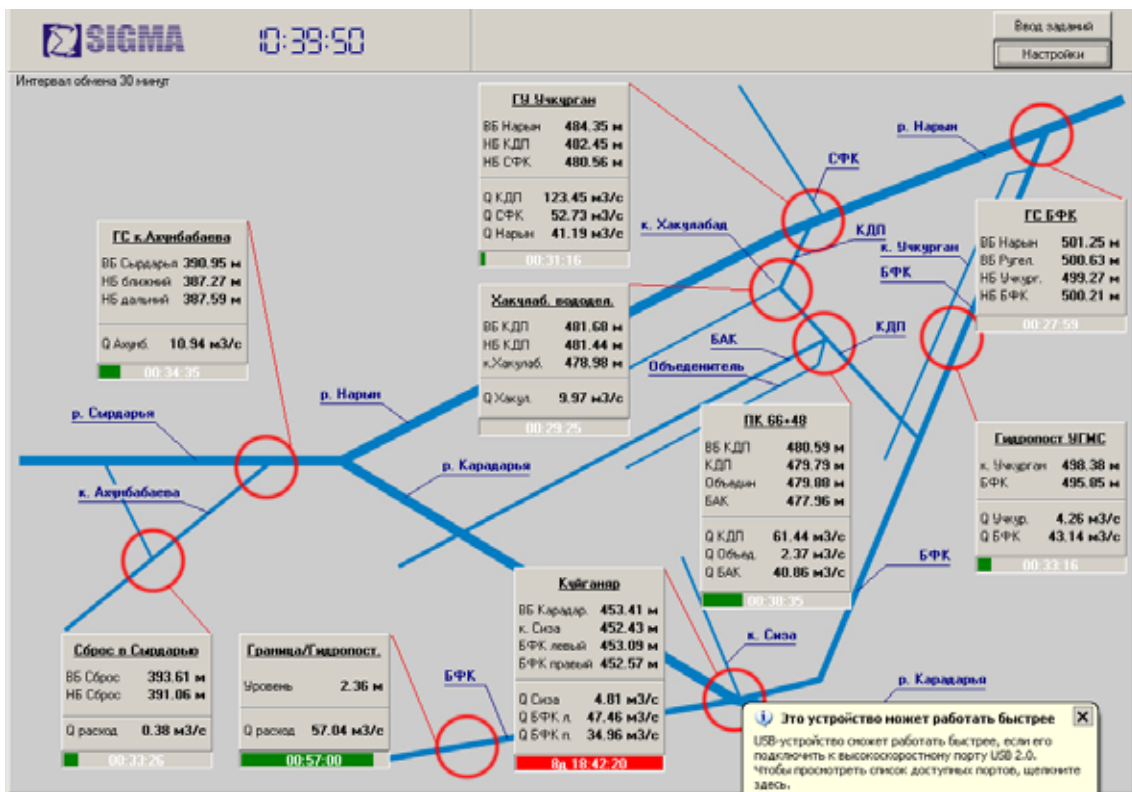 SIGMA
10:39:50
Ввод заданий
Настройки
Интервал обмена 30 минут
ГУ Учкурган
ВБ Нарын 484.35 м
НБ КДП 482.45 м
НБ СФК 480.56 м
Q КДП 123.45 м3/с
Q СФК 52.73 м3/с
Q Нарын 41.19 м3/с
00:31:16
р. Нарын
СФК
к. Хакулабад
КДП
к. Учкурган
БФК
ГС БФК
ВБ Нарын 501.25 м
ВБ Ругел. 500.63 м
НБ Учкург. 499.27 м
НБ БФК 500.21 м
00:27:59
ГС к.Ахунбабаева
ВБ Сырдарья 390.95 м
НБ ближний 387.27 м
НБ дальний 387.59 м
Q Ахунб. 10.94 м3/с
00:34:35
Хакулаб. вододел.
ВБ КДП 481.68 м
НБ КДП 481.44 м
к.Хакулаб. 478.98 м
Q Хакул. 9.97 м3/с
00:29:25
КДП
БАК
Объеденитель
р. Нарын
р. Сырдарья
р. Карадарья
к. Ахунбабаева
ПК 66+48
ВБ КДП 480.59 м
КДП 479.79 м
Объедин 479.88 м
БАК 477.96 м
Q КДП 61.44 м3/с
Q Объед. 2.37 м3/с
Q БАК 40.86 м3/с
00:38:35
Гидропост УГМС
к. Учкурган 498.38 м
БФК 495.85 м
Q Учкур. 4.26 м3/с
Q БФК 43.14 м3/с
00:33:16
БФК
Куйганяр
ВБ Карадар. 453.41 м
к. Сиза 452.43 м
БФК левый 453.09 м
БФК правый 452.57 м
Q Сиза 4.81 м3/с
Q БФК л. 47.46 м3/с
Q БФК п. 34.96 м3/с
8д 18:42:20
к. Сиза
р. Карадарья
Сброс в Сырдарью
ВБ Сброс 393.61 м
НБ Сброс 391.06 м
Q расход 0.38 м3/с
00:33:26
Граница/Гидропост.
Уровень 2.36 м
Q расход 57.04 м3/с
00:57:00
БФК
Это устройство может работать быстрее
USB-устройство сможет работать быстрее, если его
подключить к высокоскоростному порту USB 2.0.
Чтобы просмотреть список доступных портов, щелкните
здесь.